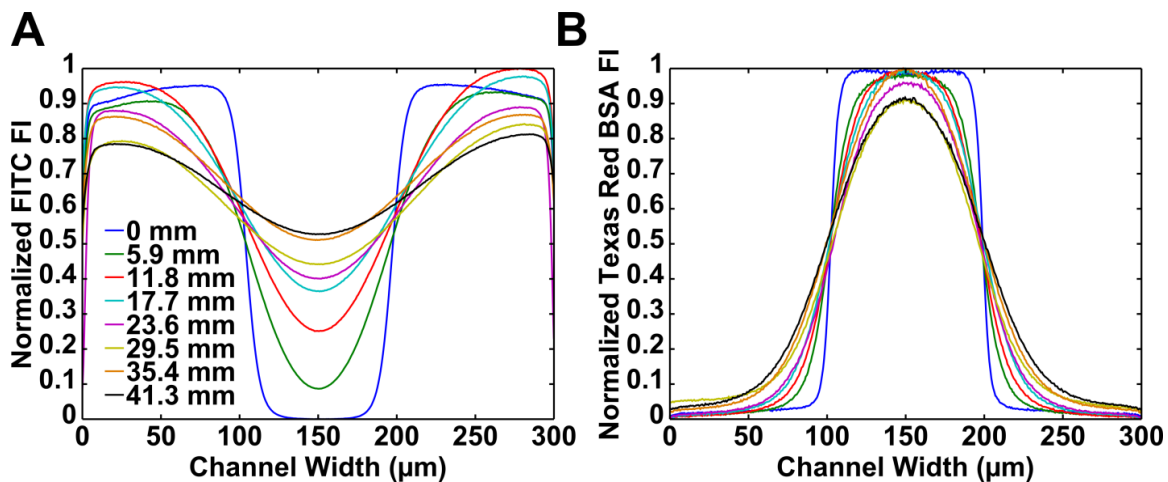 A
Normalized FITC FI
1
0.9
0.8
0.7
0.6
0.5
0.4
0.3
0.2
0.1
0
0 mm
5.9 mm
11.8 mm
17.7 mm
23.6 mm
29.5 mm
35.4 mm
41.3 mm
0 50 100 150 200 250 300
Channel Width (µm)
B
Normalized Texas Red BSA FI
1
0.9
0.8
0.7
0.6
0.5
0.4
0.3
0.2
0.1
0
0 50 100 150 200 250 300
Channel Width (µm)